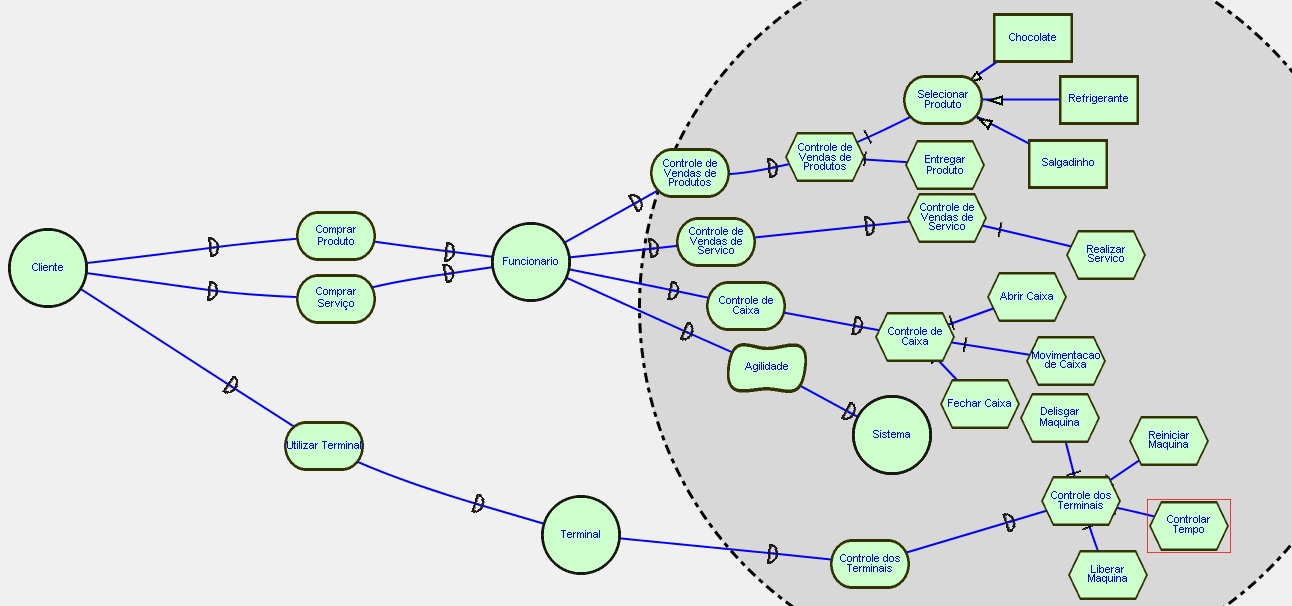 Chocolate
Selecionar
Produto
Refrigerante
Controle de
Vendas de
Produtos
Controle de
Vendas de
Produtos
Entregar
Produto
Salgadinho
Cliente
Comprar
Produto
Comprar
Serviço
Funcionario
Controle de
Vendas de
Servico
Controle de
Vendas de
Servico
Realizar
Servico
Controle de
Caixa
Controle de
Caixa
Abrir Caixa
Movimentacao
de Caixa
Fechar Caixa
Agilidade
Sistema
Delisgar
Maquina
Reiniciar
Maquina
Utilizar Terminal
Terminal
Controle dos
Terminais
Controle dos
Terminais
Controlar
Tempo
Liberar
Maquina